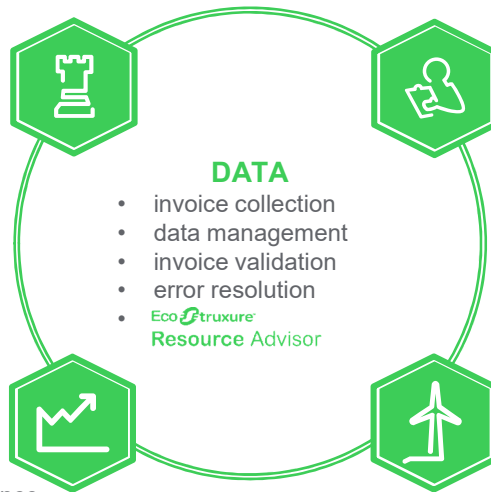 DATA
• invoice collection
• data management
• invoice validation
• error resolution
• EcoStruxure
Resource Advisor